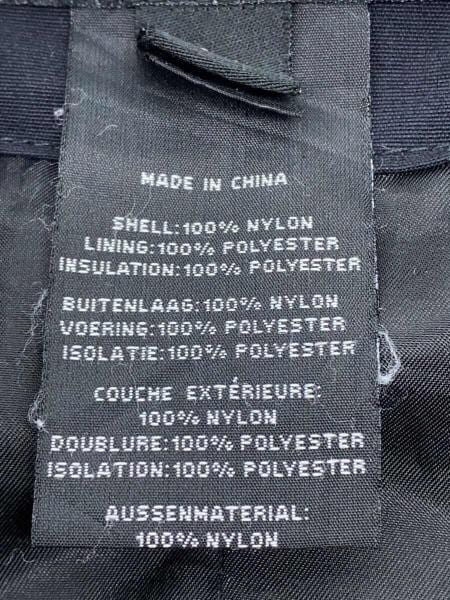 MADE IN CHINA
SHELL:100% NYLON
LINING:100% POLYESTER
INSULATION:100% POLYESTER
BUITENLAAG:100% NYLON
VOERING:100% POLYESTER
ISOLATIE:100% POLYESTER
COUCHE EXTÉRIEURE:
100% NYLON
DOUBLURE:100% POLYESTER
ISOLATION:100% POLYESTER
AUSSENMATERIAL:
100% NYLON